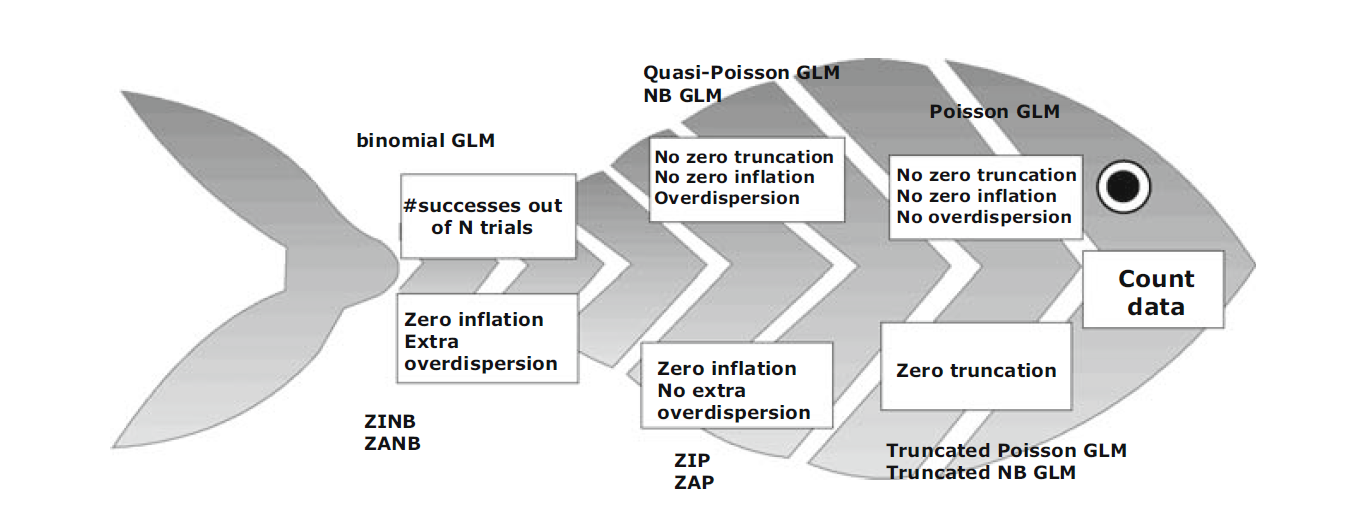 Quasi-Poisson GLM
NB GLM
Poisson GLM
binomial GLM
No zero truncation
No zero inflation
Overdispersion
No zero truncation
No zero inflation
No overdispersion
#successes out
of N trials
Count
data
Zero inflation
Extra
overdispersion
Zero inflation
No extra
overdispersion
Zero truncation
ZINB
ZANB
ZIP
ZAP
Truncated Poisson GLM
Truncated NB GLM